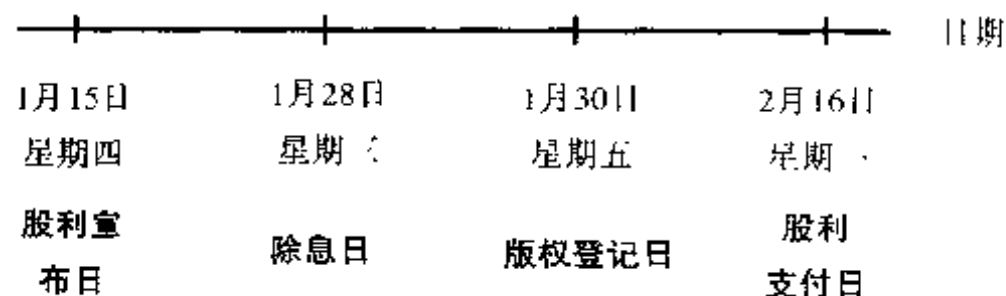 日期
1月15日 1月28日 1月30日 2月16日
星期四 星期 星期五 星期一
股利宣 除息日 版权登记日 股利
布日 支付日